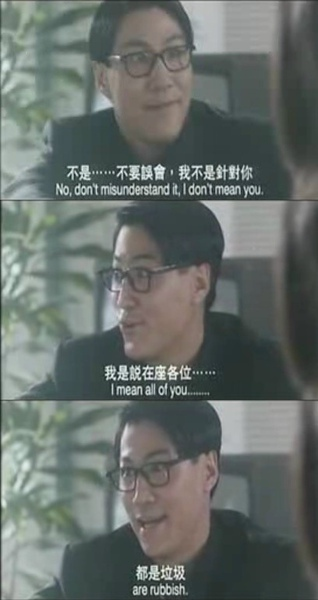 不是……不要誤會，我不是針對你
No, don't misunderstand it, I don't mean you.
我是説在座各位……
I mean all of you........
都是垃圾
are rubbish.